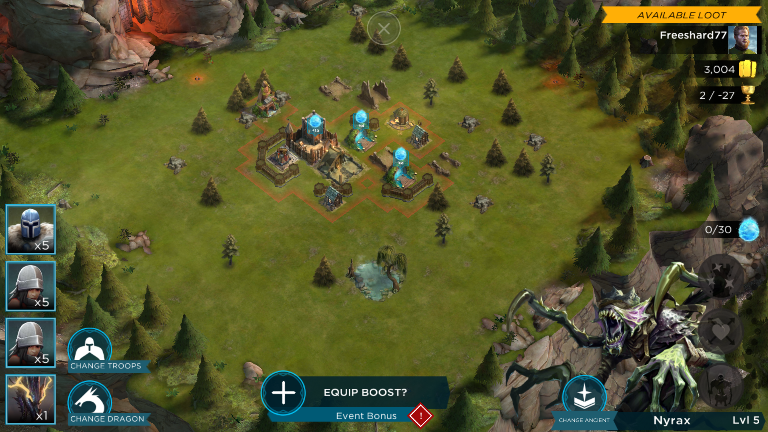 AVAILABLE LOOT
Freeshard77
3,004
2 / -27
0/30
x5
x5
x5
x1
CHANGE TROOPS
CHANGE DRAGON
EQUIP BOOST?
Event Bonus !
CHANGE ANCIENT
Nyrax Lvl 5